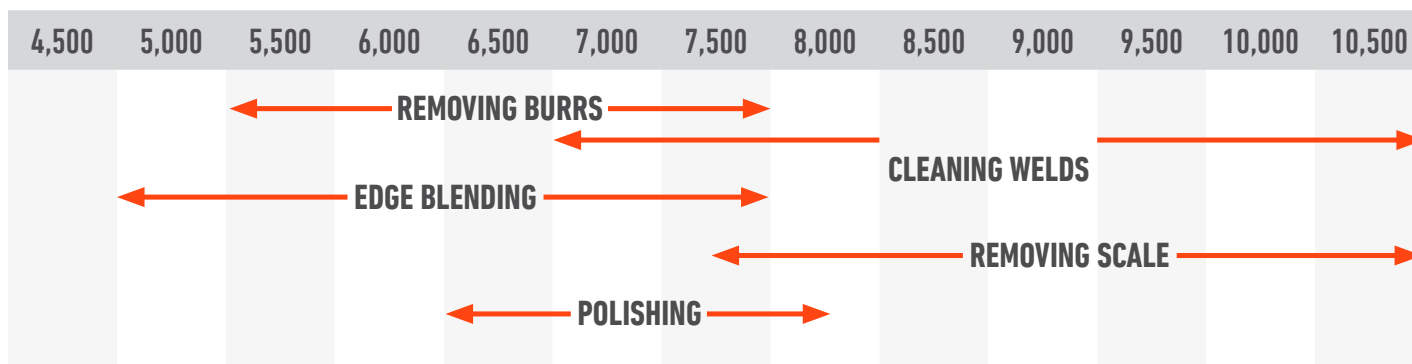 4,500 5,000 5,500 6,000 6,500 7,000 7,500 8,000 8,500 9,000 9,500 10,000 10,500
REMOVING BURRS
CLEANING WELDS
EDGE BLENDING
REMOVING SCALE
POLISHING